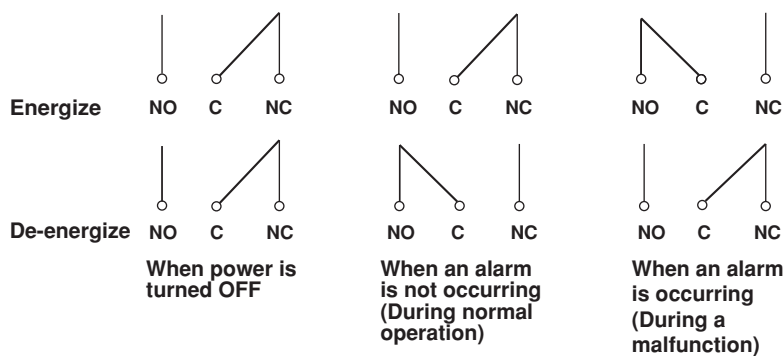 Energize NO C NC NO C NC NO C NC
De-energize NO C NC NO C NC NO C NC
When power is
turned OFF
When an alarm
is not occurring
(During normal
operation)
When an alarm
is occurring
(During a
malfunction)